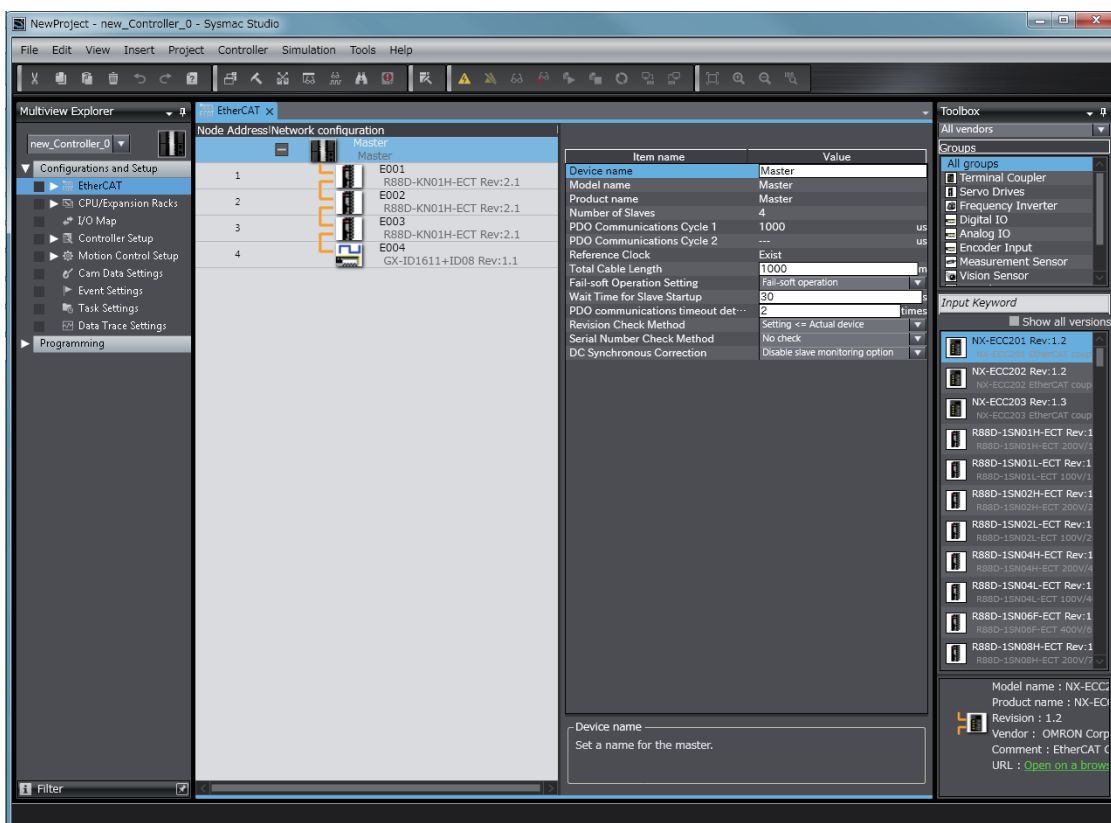 NewProject - new_Controller_0 - Sysmac Studio
File Edit View Insert Project Controller Simulation Tools Help
Multiview Explorer
new_Controller_0
Configurations and Setup
EtherCAT
CPU/Expansion Racks
I/O Map
Controller Setup
Motion Control Setup
Cam Data Settings
Event Settings
Task Settings
Data Trace Settings
Programming
Filter
EtherCAT
Node Address Network configuration
Master
Master
1 E001
R88D-KN01H-ECT Rev:2.1
2 E002
R88D-KN01H-ECT Rev:2.1
3 E003
R88D-KN01H-ECT Rev:2.1
4 E004
GX-ID1611+ID08 Rev:1.1
Item name Value
Device name Master
Model name Master
Product name Master
Number of Slaves 4
PDO Communications Cycle 1 1000 us
PDO Communications Cycle 2 --- us
Reference Clock Exist
Total Cable Length 1000 m
Fail-soft Operation Setting Fail-soft operation
Wait Time for Slave Startup 30 s
PDO communications timeout det··· 2 times
Revision Check Method Setting <= Actual device
Serial Number Check Method No check
DC Synchronous Correction Disable slave monitoring option
Device name
Set a name for the master.
Toolbox
All vendors
Groups
All groups
Terminal Coupler
Servo Drives
Frequency Inverter
Digital IO
Analog IO
Encoder Input
Measurement Sensor
Vision Sensor
Input Keyword
Show all versions
NX-ECC201 Rev:1.2
NX-ECC201 EtherCAT coup
NX-ECC202 Rev:1.2
NX-ECC202 EtherCAT coup
NX-ECC203 Rev:1.3
NX-ECC203 EtherCAT coup
R88D-1SN01H-ECT Rev:1
R88D-1SN01H-ECT 200V/1
R88D-1SN01L-ECT Rev:1
R88D-1SN01L-ECT 100V/1
R88D-1SN02H-ECT Rev:1
R88D-1SN02H-ECT 200V/2
R88D-1SN02L-ECT Rev:1
R88D-1SN02L-ECT 100V/2
R88D-1SN04H-ECT Rev:1
R88D-1SN04H-ECT 200V/4
R88D-1SN04L-ECT Rev:1
R88D-1SN04L-ECT 100V/4
R88D-1SN06F-ECT Rev:1
R88D-1SN06F-ECT 400V/6
R88D-1SN08H-ECT Rev:1
R88D-1SN08H-ECT 200V/7
Model name : NX-ECC2
Product name : NX-EC
Revision : 1.2
Vendor : OMRON Corp
Comment : EtherCAT C
URL : Open on a brows